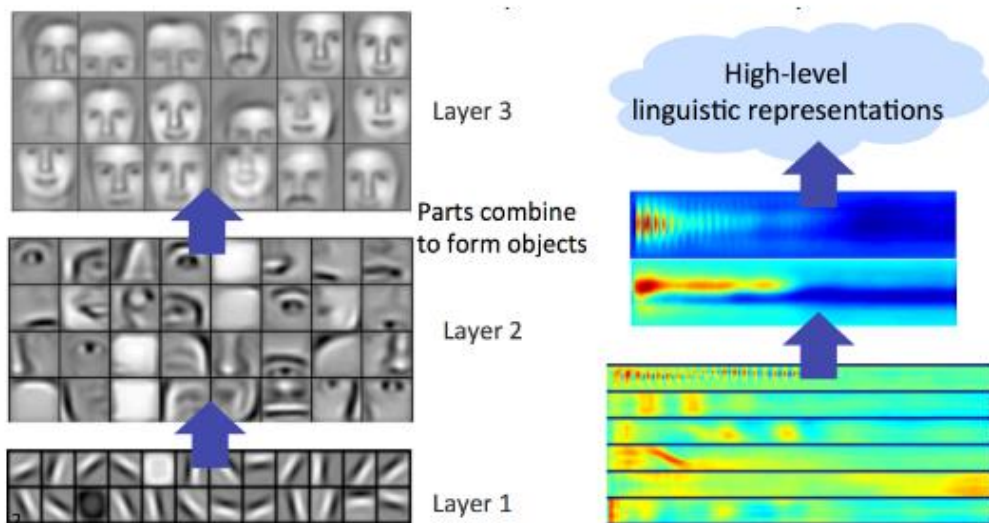 Layer 3
Parts combine
to form objects
Layer 2
Layer 1
High-level
linguistic representations